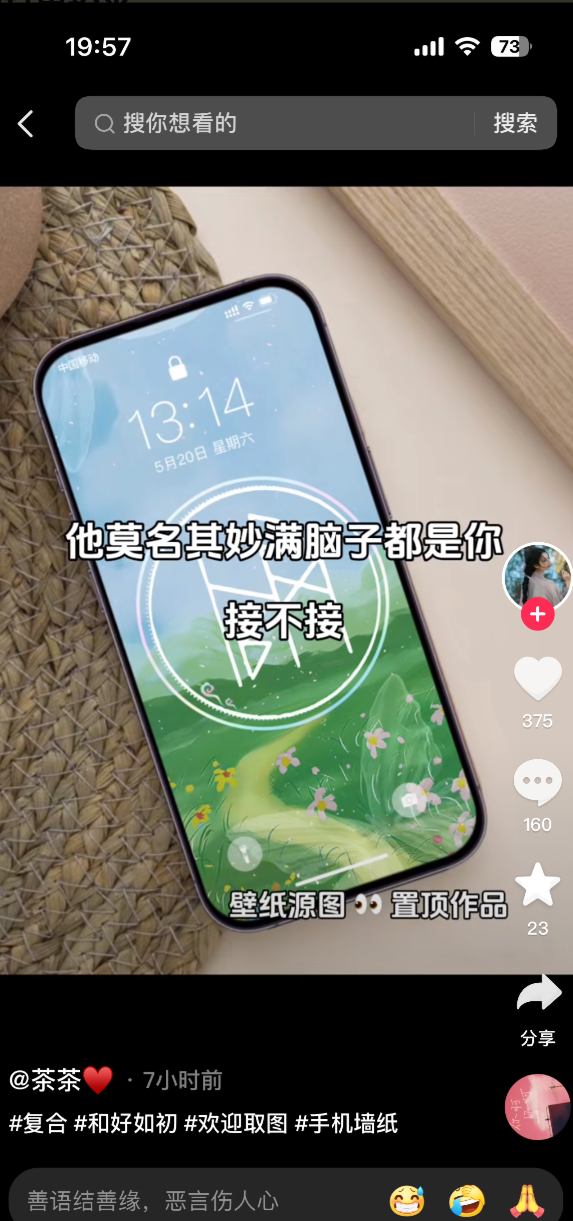 19:57
73
搜你想看的
搜索
中国移动
13:14
5月20日 星期六
他莫名其妙满脑子都是你
接不接
375
160
壁纸源图 👀 置顶作品
23
分享
@茶茶♥️ · 7小时前
#复合 #和好如初 #欢迎取图 #手机墙纸
善语结善缘，恶言伤人心